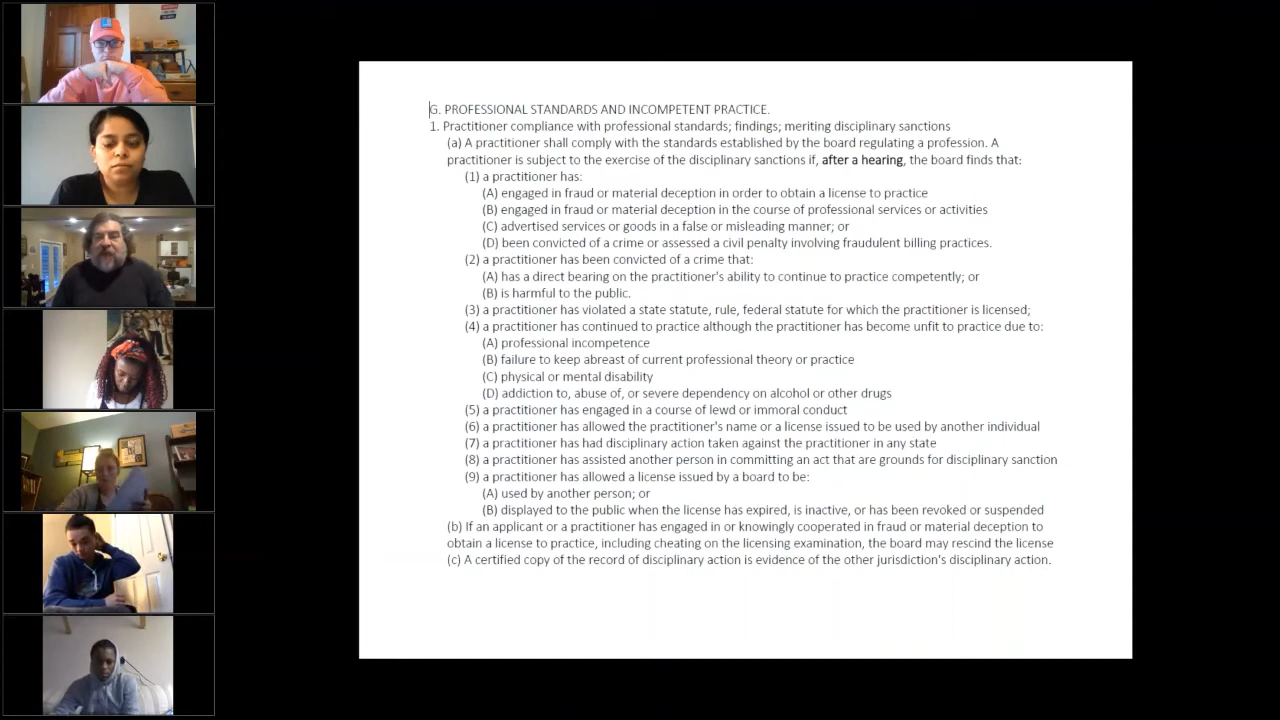 G. PROFESSIONAL STANDARDS AND INCOMPETENT PRACTICE.
1. Practitioner compliance with professional standards; findings; meriting disciplinary sanctions
(a) A practitioner shall comply with the standards established by the board regulating a profession. A
practitioner is subject to the exercise of the disciplinary sanctions if, after a hearing, the board finds that:
(1) a practitioner has:
(A) engaged in fraud or material deception in order to obtain a license to practice
(B) engaged in fraud or material deception in the course of professional services or activities
(C) advertised services or goods in a false or misleading manner; or
(D) been convicted of a crime or assessed a civil penalty involving fraudulent billing practices.
(2) a practitioner has been convicted of a crime that:
(A) has a direct bearing on the practitioner's ability to continue to practice competently; or
(B) is harmful to the public.
(3) a practitioner has violated a state statute, rule, federal statute for which the practitioner is licensed;
(4) a practitioner has continued to practice although the practitioner has become unfit to practice due to:
(A) professional incompetence
(B) failure to keep abreast of current professional theory or practice
(C) physical or mental disability
(D) addiction to, abuse of, or severe dependency on alcohol or other drugs
(5) a practitioner has engaged in a course of lewd or immoral conduct
(6) a practitioner has allowed the practitioner's name or a license issued to be used by another individual
(7) a practitioner has had disciplinary action taken against the practitioner in any state
(8) a practitioner has assisted another person in committing an act that are grounds for disciplinary sanction
(9) a practitioner has allowed a license issued by a board to be:
(A) used by another person; or
(B) displayed to the public when the license has expired, is inactive, or has been revoked or suspended
(b) If an applicant or a practitioner has engaged in or knowingly cooperated in fraud or material deception to
obtain a license to practice, including cheating on the licensing examination, the board may rescind the license
(c) A certified copy of the record of disciplinary action is evidence of the other jurisdiction's disciplinary action.